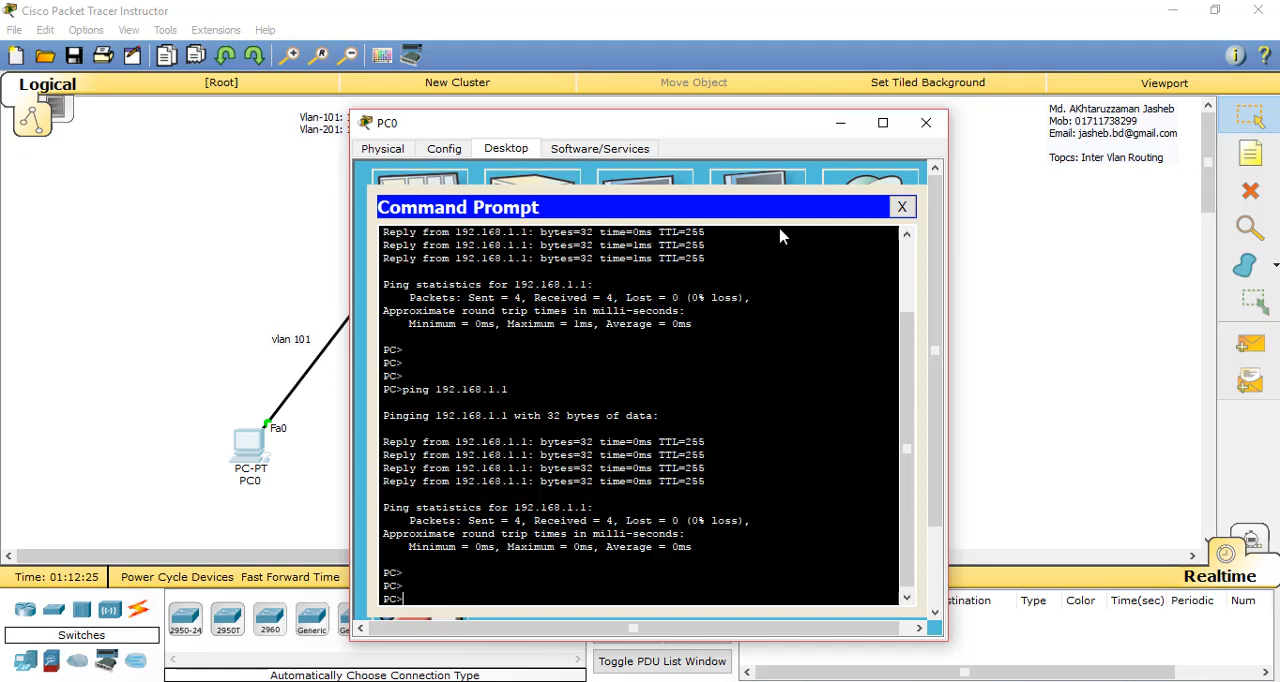 Cisco Packet Tracer Instructor
File Edit Options View Tools Extensions Help
Logical [Root] New Cluster Move Object Set Tiled Background Viewport
Md. AKhtaruzzaman Jasheb
Mob: 01711738299
Email: jasheb.bd@gmail.com
Topcs: Inter Vlan Routing
Vlan-101: 1
Vlan-201: 1
vlan 101
Fa0
PC-PT
PC0
PC0
Physical Config Desktop Software/Services
Command Prompt X
Reply from 192.168.1.1: bytes=32 time=0ms TTL=255
Reply from 192.168.1.1: bytes=32 time=1ms TTL=255
Reply from 192.168.1.1: bytes=32 time=1ms TTL=255
Ping statistics for 192.168.1.1:
Packets: Sent = 4, Received = 4, Lost = 0 (0% loss),
Approximate round trip times in milli-seconds:
Minimum = 0ms, Maximum = 1ms, Average = 0ms
PC>
PC>
PC>
PC>ping 192.168.1.1
Pinging 192.168.1.1 with 32 bytes of data:
Reply from 192.168.1.1: bytes=32 time=0ms TTL=255
Reply from 192.168.1.1: bytes=32 time=0ms TTL=255
Reply from 192.168.1.1: bytes=32 time=0ms TTL=255
Reply from 192.168.1.1: bytes=32 time=0ms TTL=255
Ping statistics for 192.168.1.1:
Packets: Sent = 4, Received = 4, Lost = 0 (0% loss),
Approximate round trip times in milli-seconds:
Minimum = 0ms, Maximum = 0ms, Average = 0ms
PC>
PC>
PC>
Time: 01:12:25 Power Cycle Devices Fast Forward Time Realtime
Switches
2950-24 2950T 2960 Generic
Automatically Choose Connection Type
Toggle PDU List Window
stination Type Color Time(sec) Periodic Num